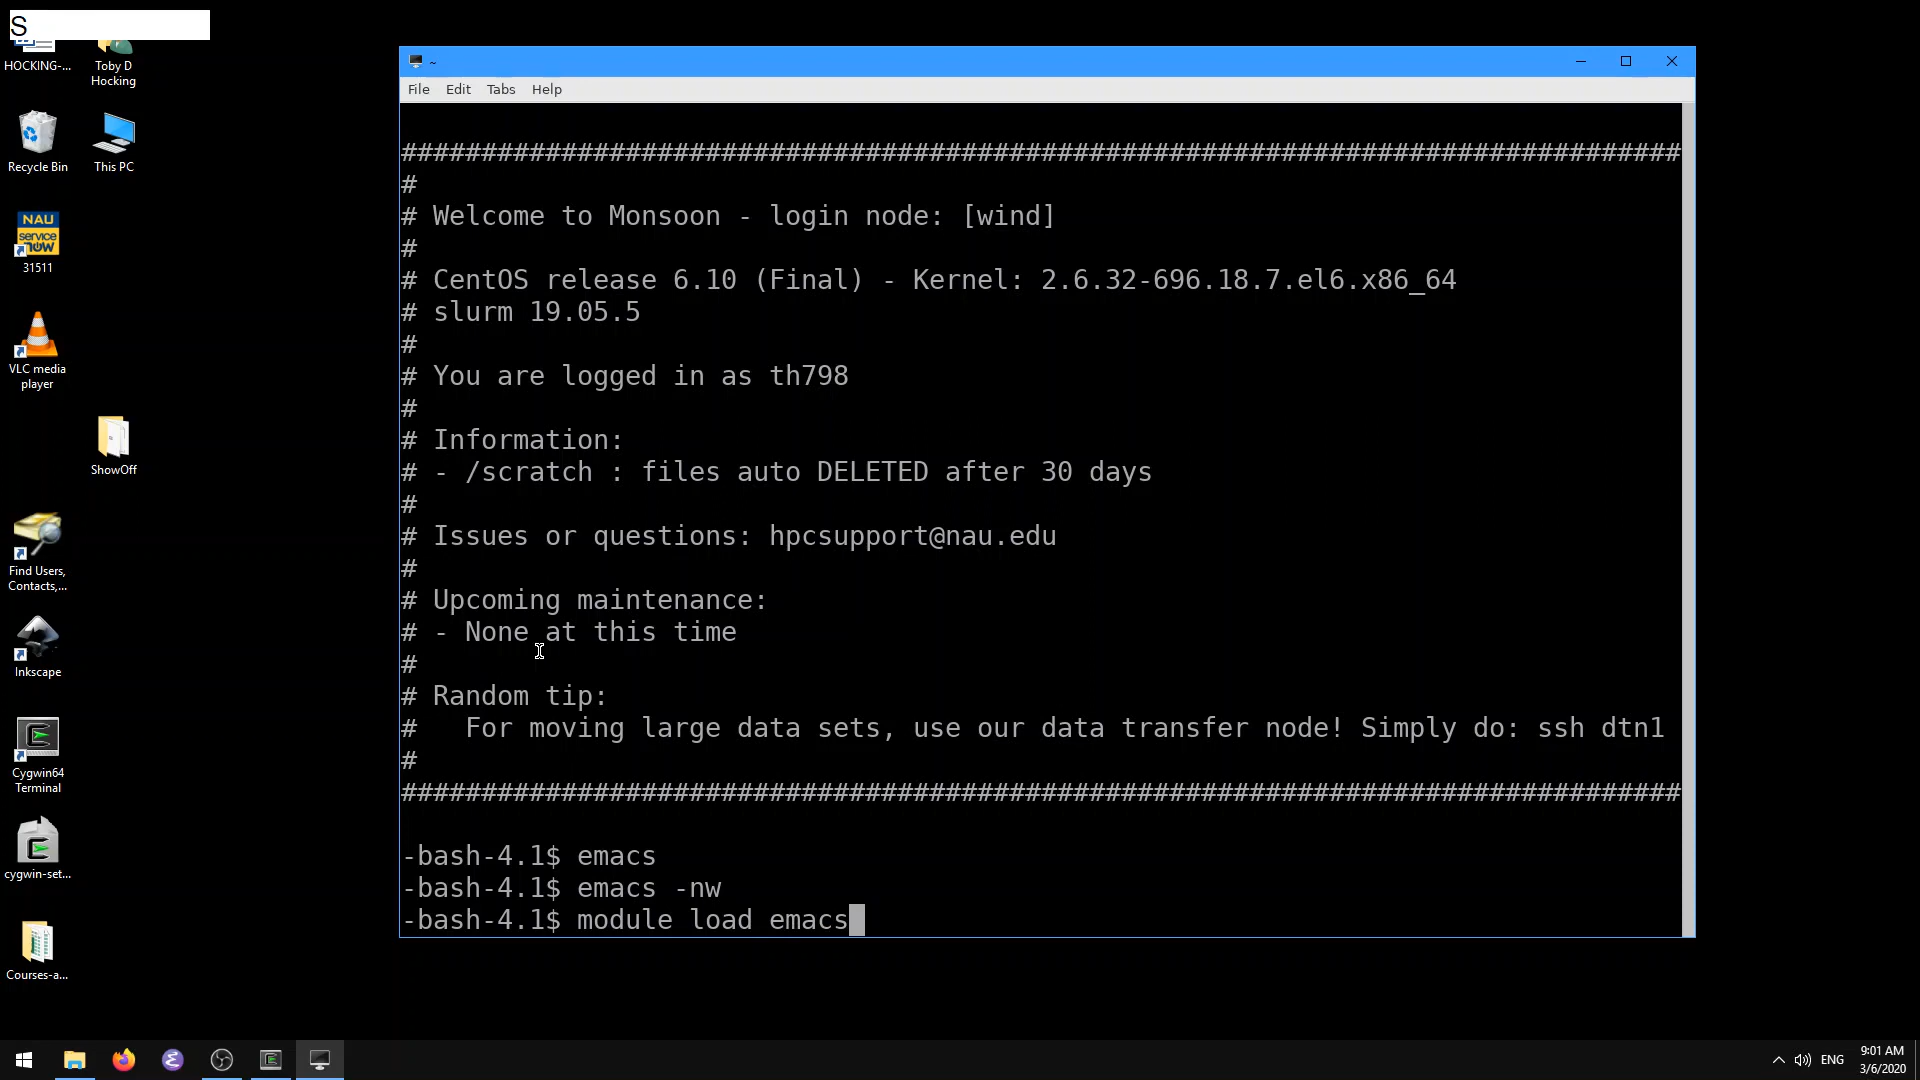 S
HOCKING-...
Toby D
Hocking
Recycle Bin
This PC
NAU
service
now
31511
VLC media
player
ShowOff
Find Users,
Contacts,...
Inkscape
Cygwin64
Terminal
cygwin-set...
Courses-a...
~
File Edit Tabs Help
################################################################################
#
# Welcome to Monsoon - login node: [wind]
#
# CentOS release 6.10 (Final) - Kernel: 2.6.32-696.18.7.el6.x86_64
# slurm 19.05.5
#
# You are logged in as th798
#
# Information:
# - /scratch : files auto DELETED after 30 days
#
# Issues or questions: hpcsupport@nau.edu
#
# Upcoming maintenance:
# - None at this time
#
# Random tip:
#   For moving large data sets, use our data transfer node! Simply do: ssh dtn1
#
################################################################################
-bash-4.1$ emacs
-bash-4.1$ emacs -nw
-bash-4.1$ module load emacs
ENG
9:01 AM
3/6/2020